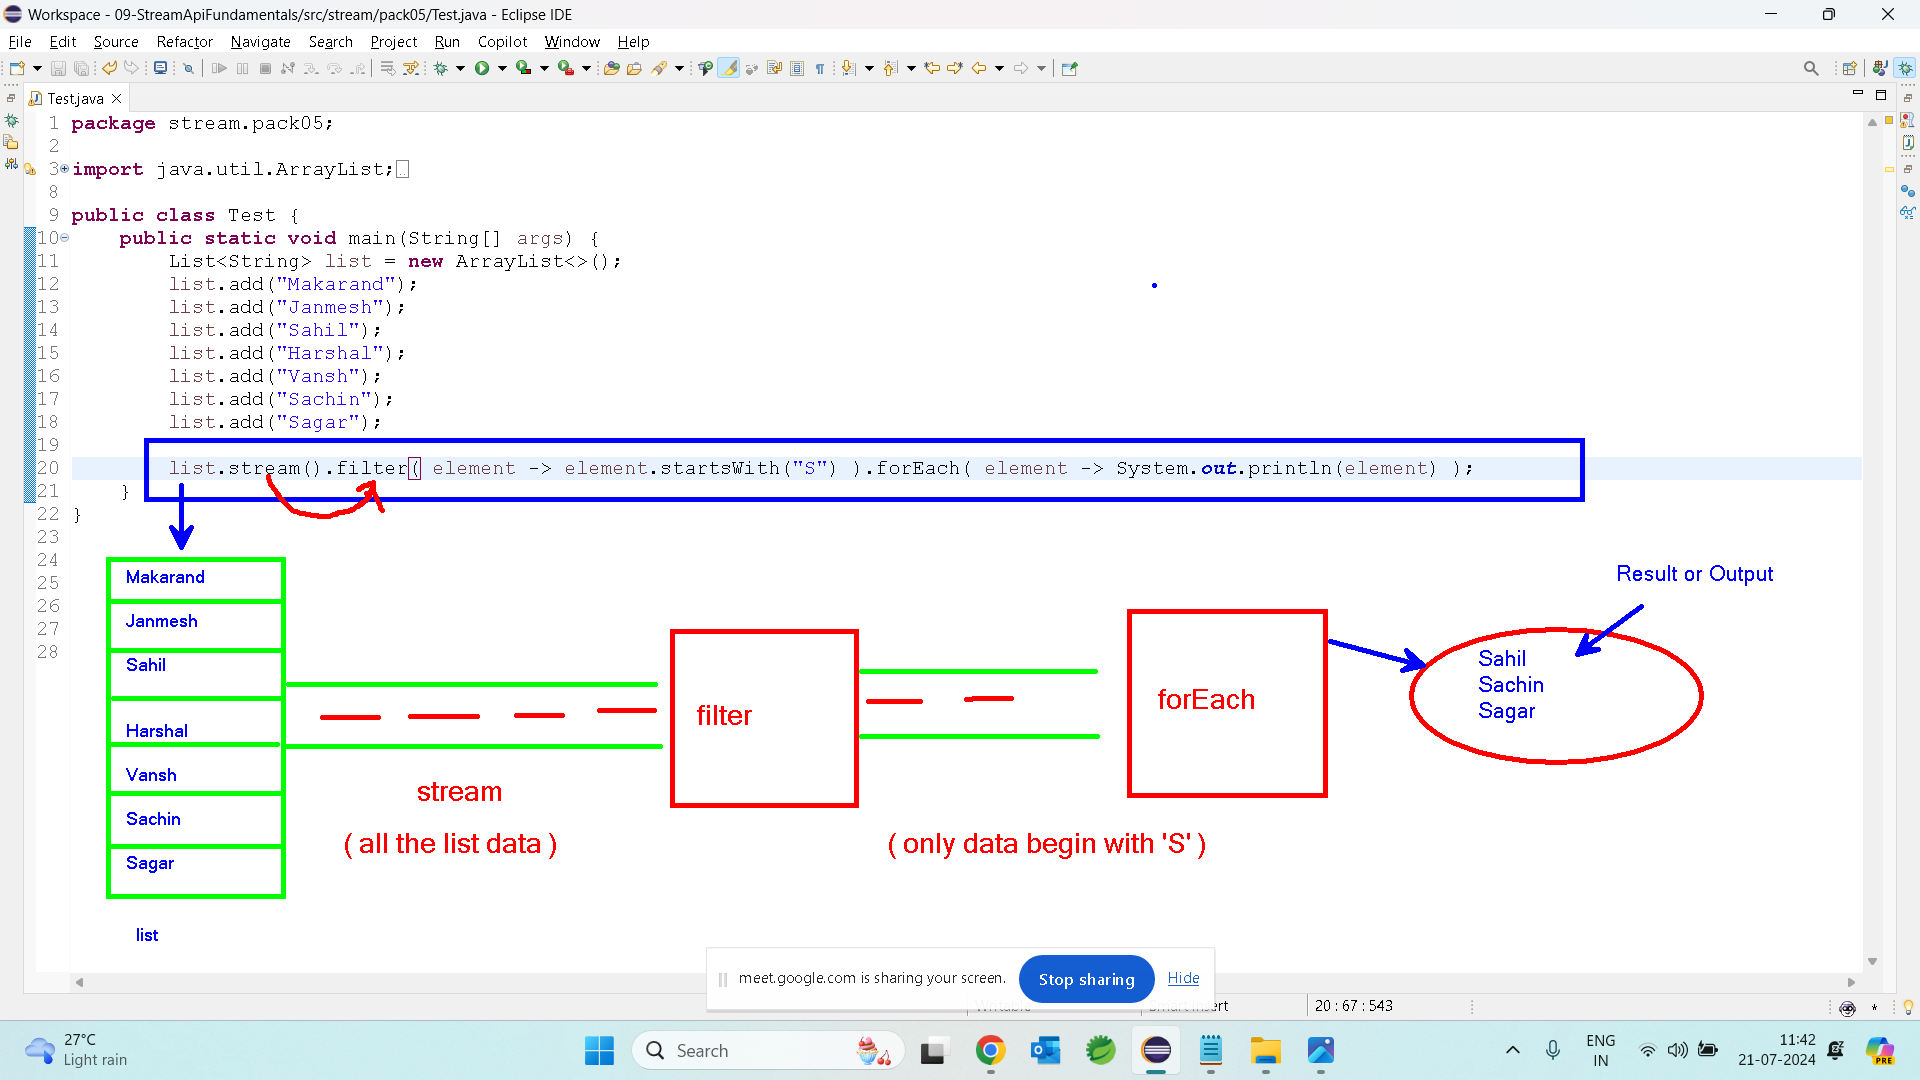 Workspace - 09-StreamApiFundamentals/src/stream/pack05/Test.java - Eclipse IDE
File Edit Source Refactor Navigate Search Project Run Copilot Window Help
Test.java
1 package stream.pack05;
2
3 import java.util.ArrayList;
8
9 public class Test {
10 public static void main(String[] args) {
11 List<String> list = new ArrayList<>();
12 list.add("Makarand");
13 list.add("Janmesh");
14 list.add("Sahil");
15 list.add("Harshal");
16 list.add("Vansh");
17 list.add("Sachin");
18 list.add("Sagar");
19
20 list.stream().filter( element -> element.startsWith("S") ).forEach( element -> System.out.println(element) );
21 }
22 }
23
24
25
26
27
28
Makarand
Janmesh
Sahil
Harshal
Vansh
Sachin
Sagar
list
stream
( all the list data )
filter
( only data begin with 'S' )
forEach
Result or Output
Sahil
Sachin
Sagar
meet.google.com is sharing your screen. Stop sharing Hide
Writable Smart Insert 20 : 67 : 543
27°C
Light rain
Search
ENG
IN
11:42
21-07-2024
PRE